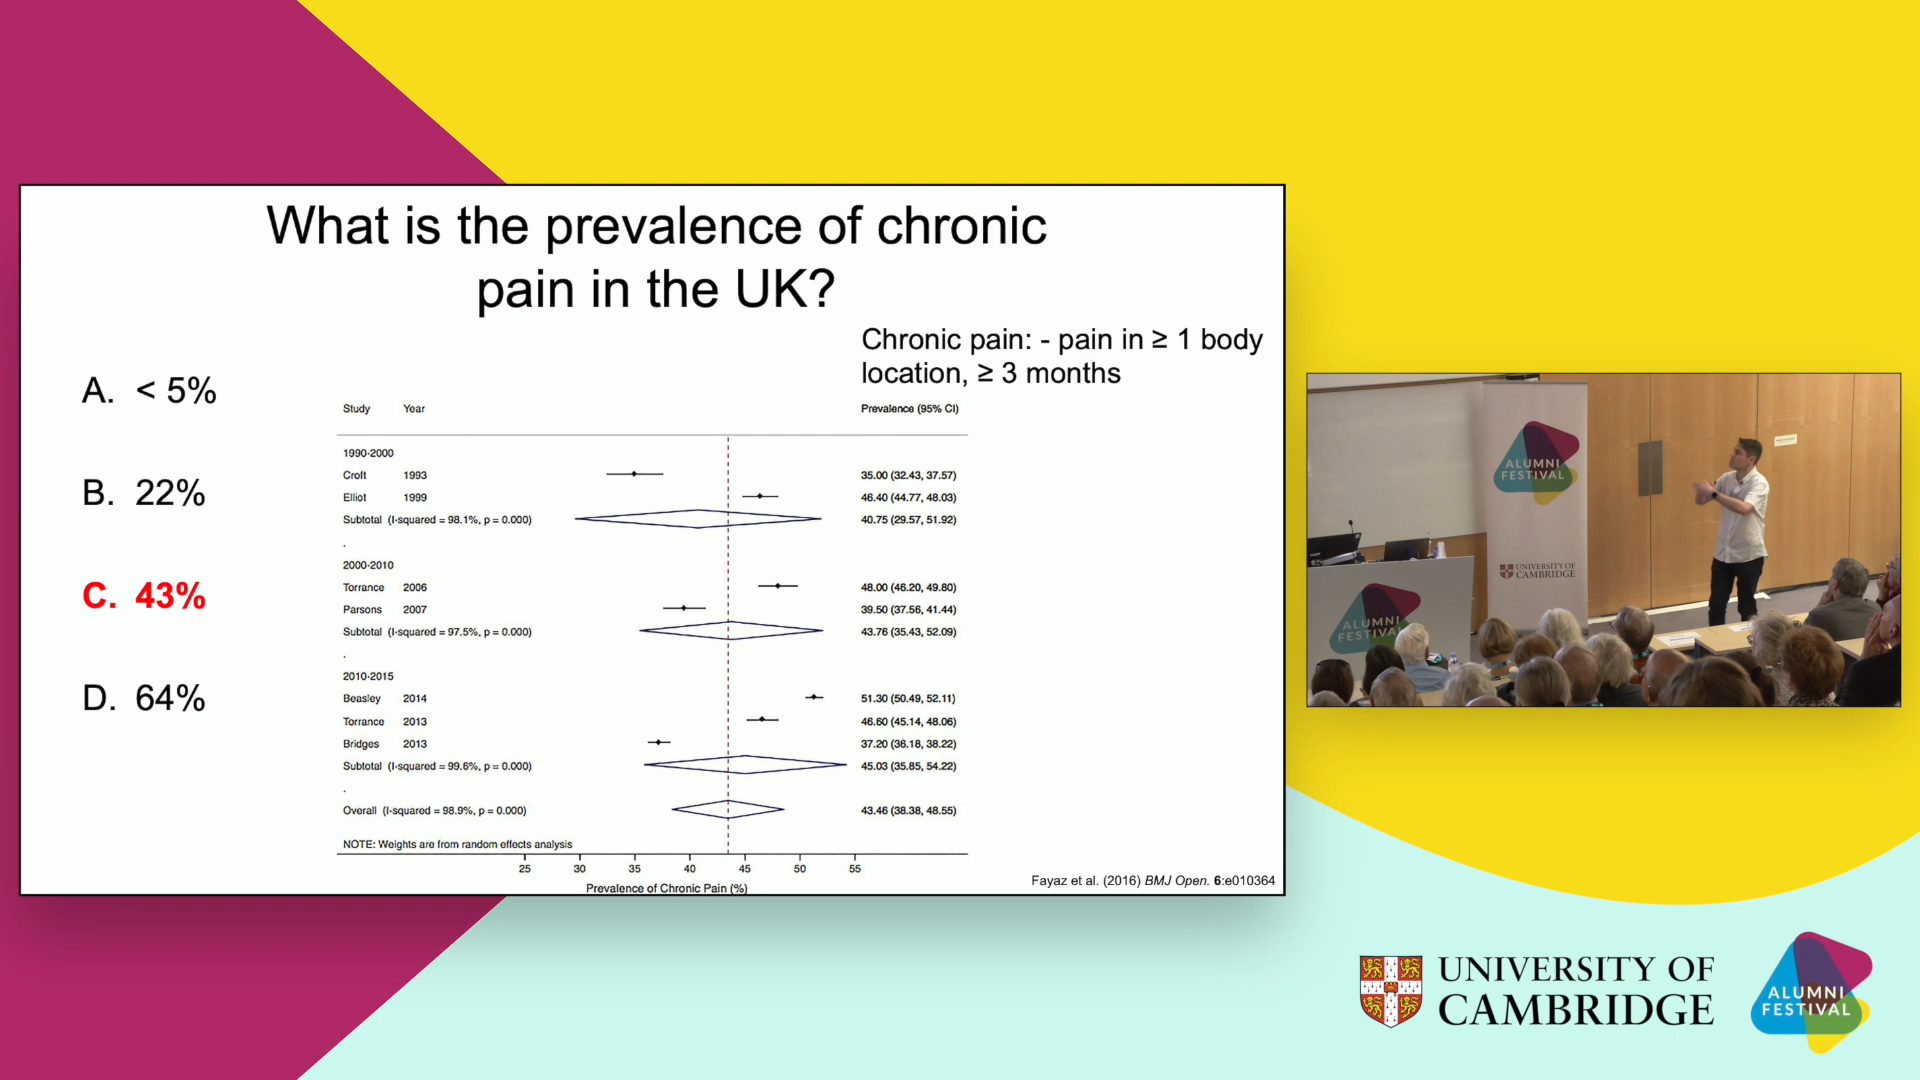 What is the prevalence of chronic
pain in the UK?
Chronic pain: - pain in ≥ 1 body
location, ≥ 3 months
A. < 5%
B. 22%
C. 43%
D. 64%
Study Year Prevalence (95% CI)
1990-2000
Croft 1993 35.00 (32.43, 37.57)
Elliot 1999 46.40 (44.77, 48.03)
Subtotal (I-squared = 98.1%, p = 0.000) 40.75 (29.57, 51.92)
.
2000-2010
Torrance 2006 48.00 (46.20, 49.80)
Parsons 2007 39.50 (37.56, 41.44)
Subtotal (I-squared = 97.5%, p = 0.000) 43.76 (35.43, 52.09)
.
2010-2015
Beasley 2014 51.30 (50.49, 52.11)
Torrance 2013 46.60 (45.14, 48.06)
Bridges 2013 37.20 (36.18, 38.22)
Subtotal (I-squared = 99.6%, p = 0.000) 45.03 (35.85, 54.22)
.
Overall (I-squared = 98.9%, p = 0.000) 43.46 (38.38, 48.55)
NOTE: Weights are from random effects analysis
25 30 35 40 45 50 55
Prevalence of Chronic Pain (%)
Fayaz et al. (2016) BMJ Open. 6:e010364
ALUMNI
FESTIVAL
UNIVERSITY OF
CAMBRIDGE
ALUMNI
FESTIVAL
UNIVERSITY OF
CAMBRIDGE
ALUMNI
FESTIVAL